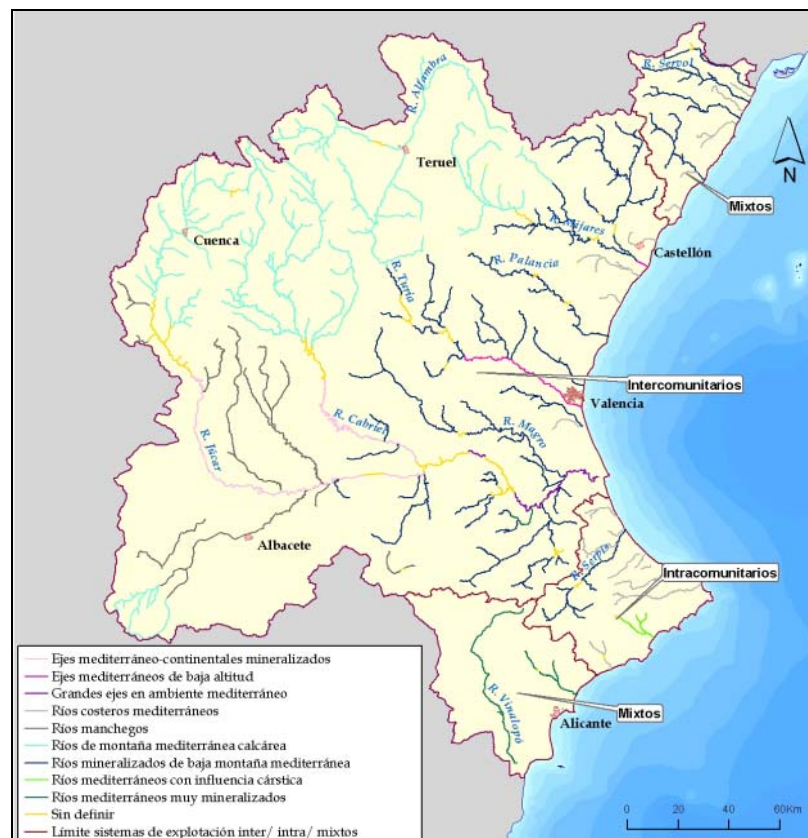 R. Servol
R. Alfambra
Teruel
N
Mixtos
Cuenca
R. Mijares
Castellón
R. Palancia
R. Turia
Intercomunitarios
Valencia
R. Cabriel
R. Magro
R. Júcar
Albacete
Intracomunitarios
R. Serpis
R. Vinalopó
Mixtos
Alicante
Ejes mediterráneo-continentales mineralizados
Ejes mediterráneos de baja altitud
Grandes ejes en ambiente mediterráneo
Ríos costeros mediterráneos
Ríos manchegos
Ríos de montaña mediterránea calcárea
Ríos mineralizados de baja montaña mediterránea
Ríos mediterráneos con influencia cárstica
Ríos mediterráneos muy mineralizados
Sin definir
Límite sistemas de explotación inter/ intra/ mixtos
0 20 40 60Km